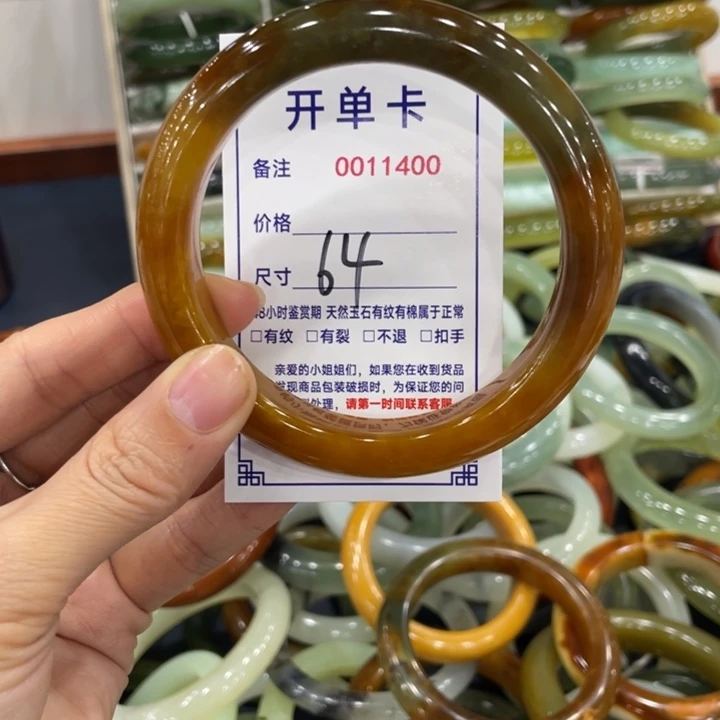 开单卡
备注 0011400
价格
尺寸 64
8小时鉴赏期 天然玉石有纹有棉属于正常
□有纹 □有裂 □不退 □扣手
亲爱的小姐姐们，如果您在收到货品
发现商品包装破损时，为保证您的问
处理，请第一时间联系客服